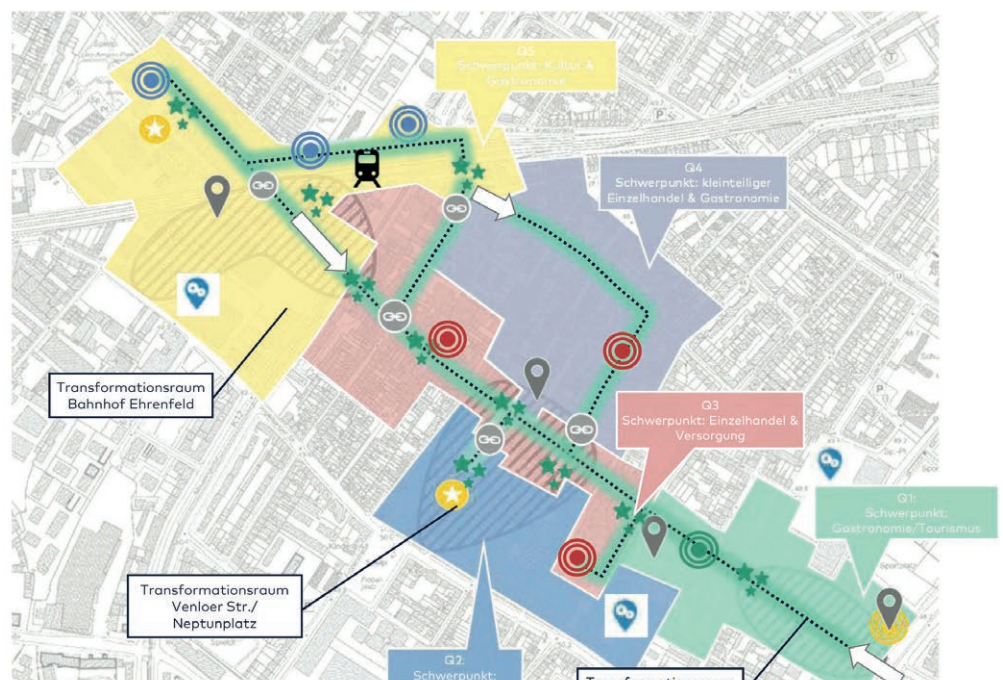 Q5
Schwerpunkt: Kultur &
Gastronomie
Q4
Schwerpunkt: kleinteiliger
Einzelhandel & Gastronomie
Transformationsraum
Bahnhof Ehrenfeld
Q3
Schwerpunkt: Einzelhandel &
Versorgung
Q1:
Schwerpunkt:
Gastronomie/Tourismus
Transformationsraum
Venloer Str./
Neptunplatz
Q2:
Schwerpunkt:
Transformationsraum